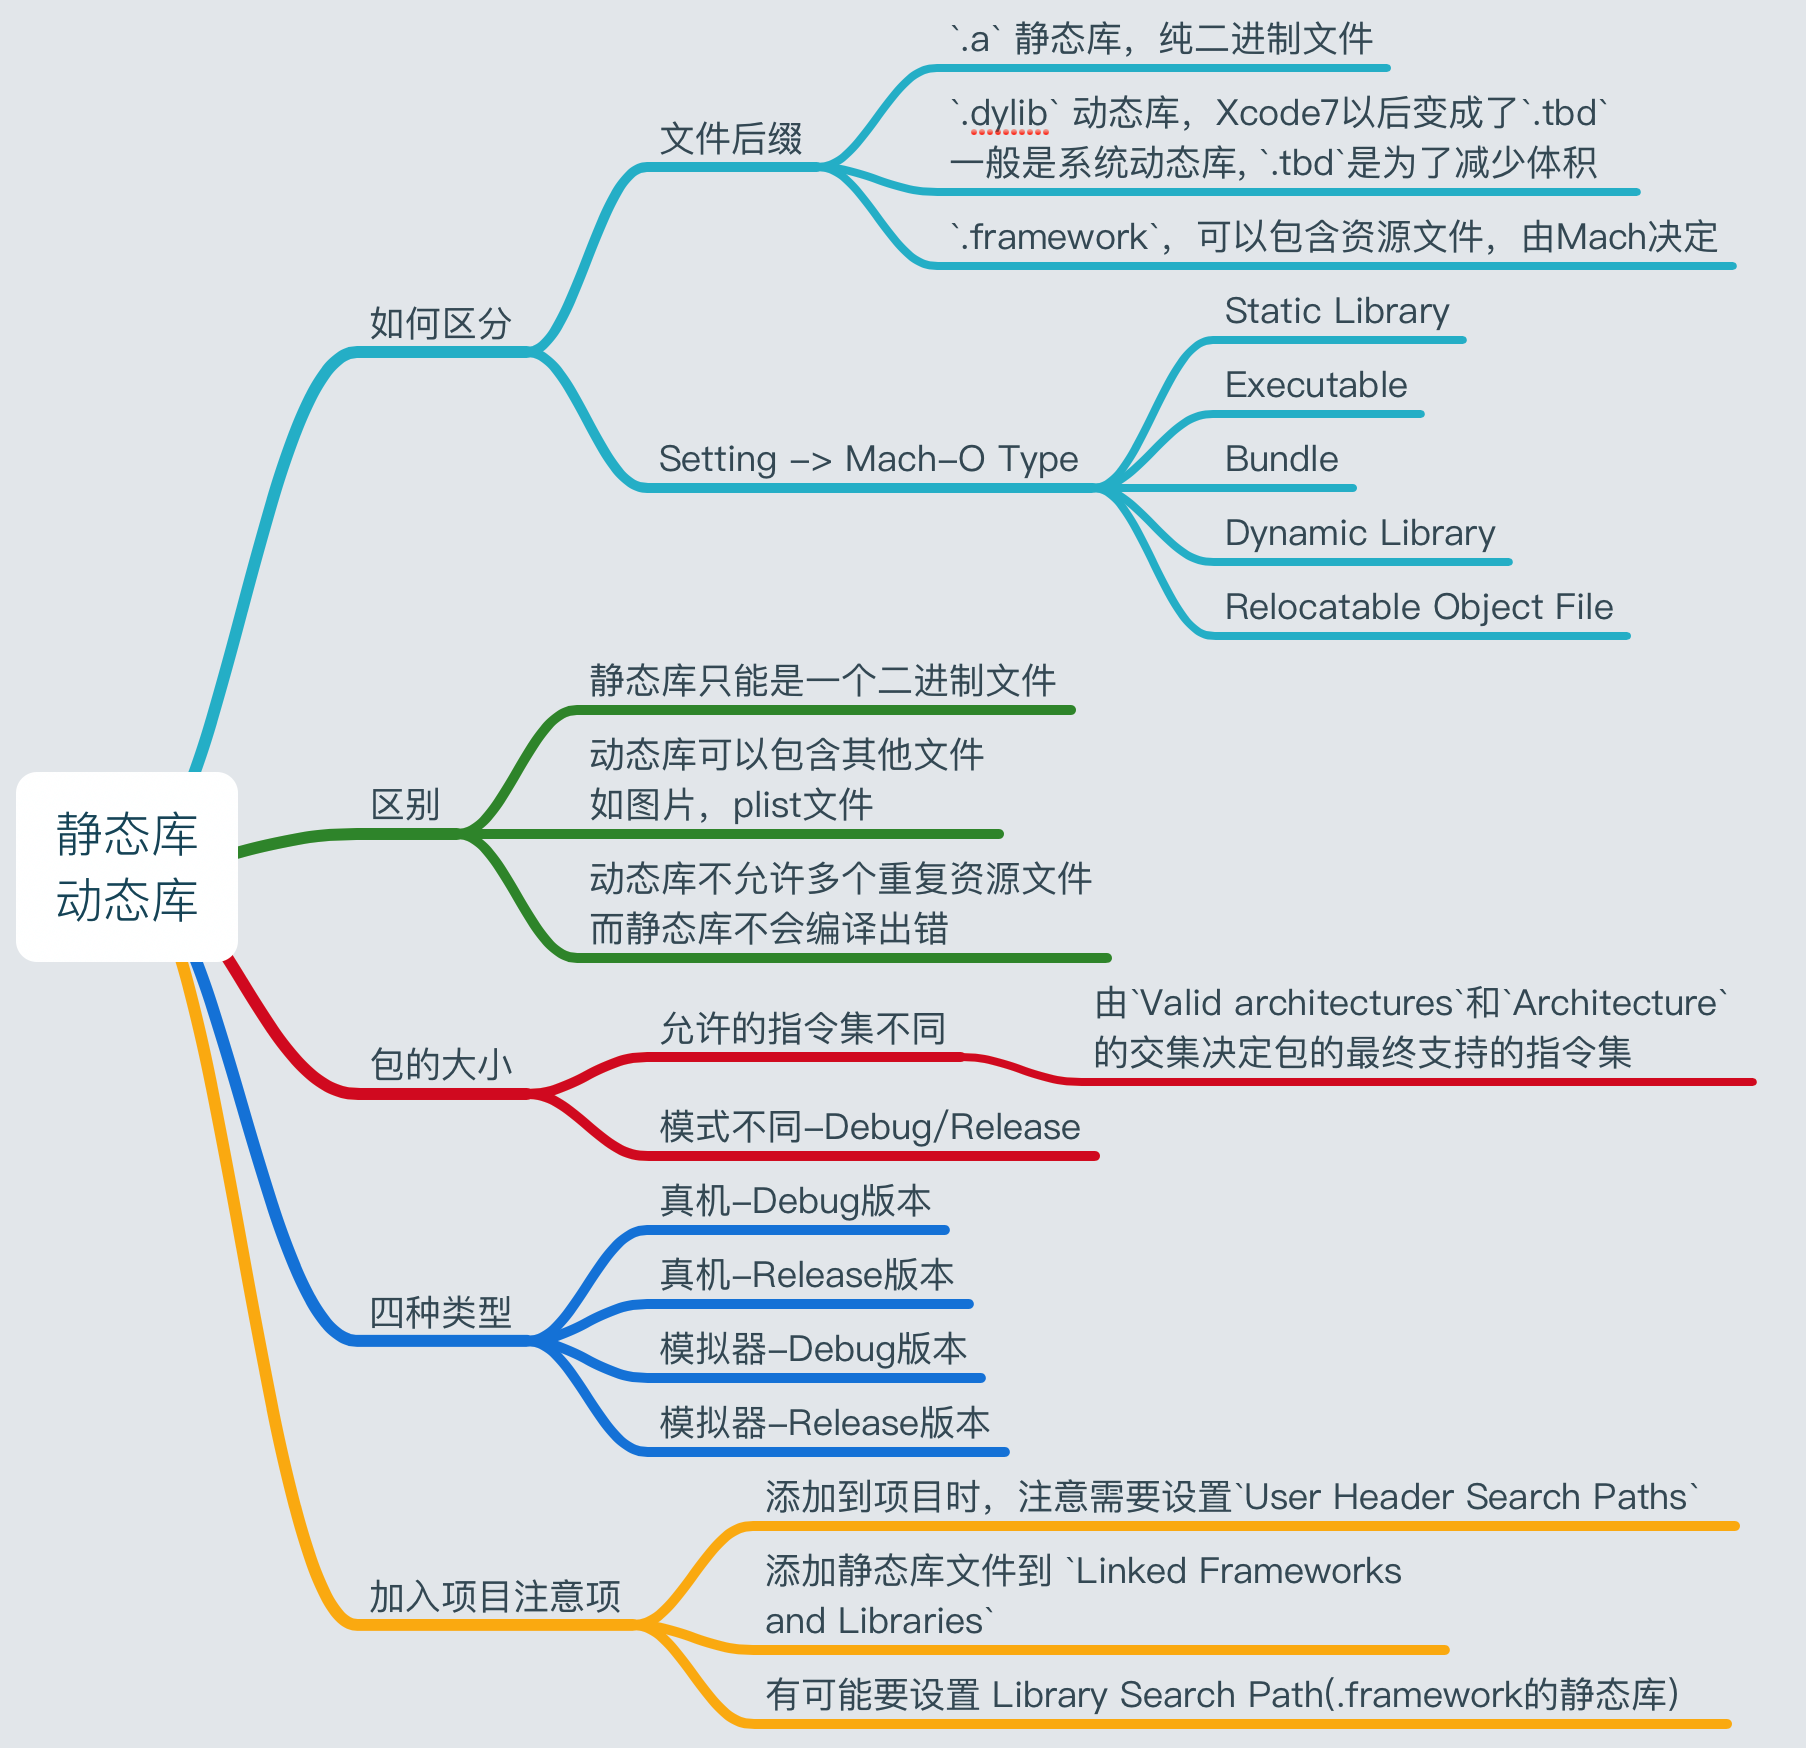 静态库
动态库
如何区分
文件后缀
`.a` 静态库，纯二进制文件
`.dylib` 动态库，Xcode7以后变成了`.tbd`
一般是系统动态库, `.tbd`是为了减少体积
`.framework`，可以包含资源文件，由Mach决定
Setting -> Mach-O Type
Static Library
Executable
Bundle
Dynamic Library
Relocatable Object File
区别
静态库只能是一个二进制文件
动态库可以包含其他文件
如图片，plist文件
动态库不允许多个重复资源文件
而静态库不会编译出错
包的大小
允许的指令集不同
由`Valid architectures`和`Architecture`
的交集决定包的最终支持的指令集
模式不同-Debug/Release
四种类型
真机-Debug版本
真机-Release版本
模拟器-Debug版本
模拟器-Release版本
加入项目注意项
添加到项目时，注意需要设置`User Header Search Paths`
添加静态库文件到 `Linked Frameworks
and Libraries`
有可能要设置 Library Search Path(.framework的静态库)